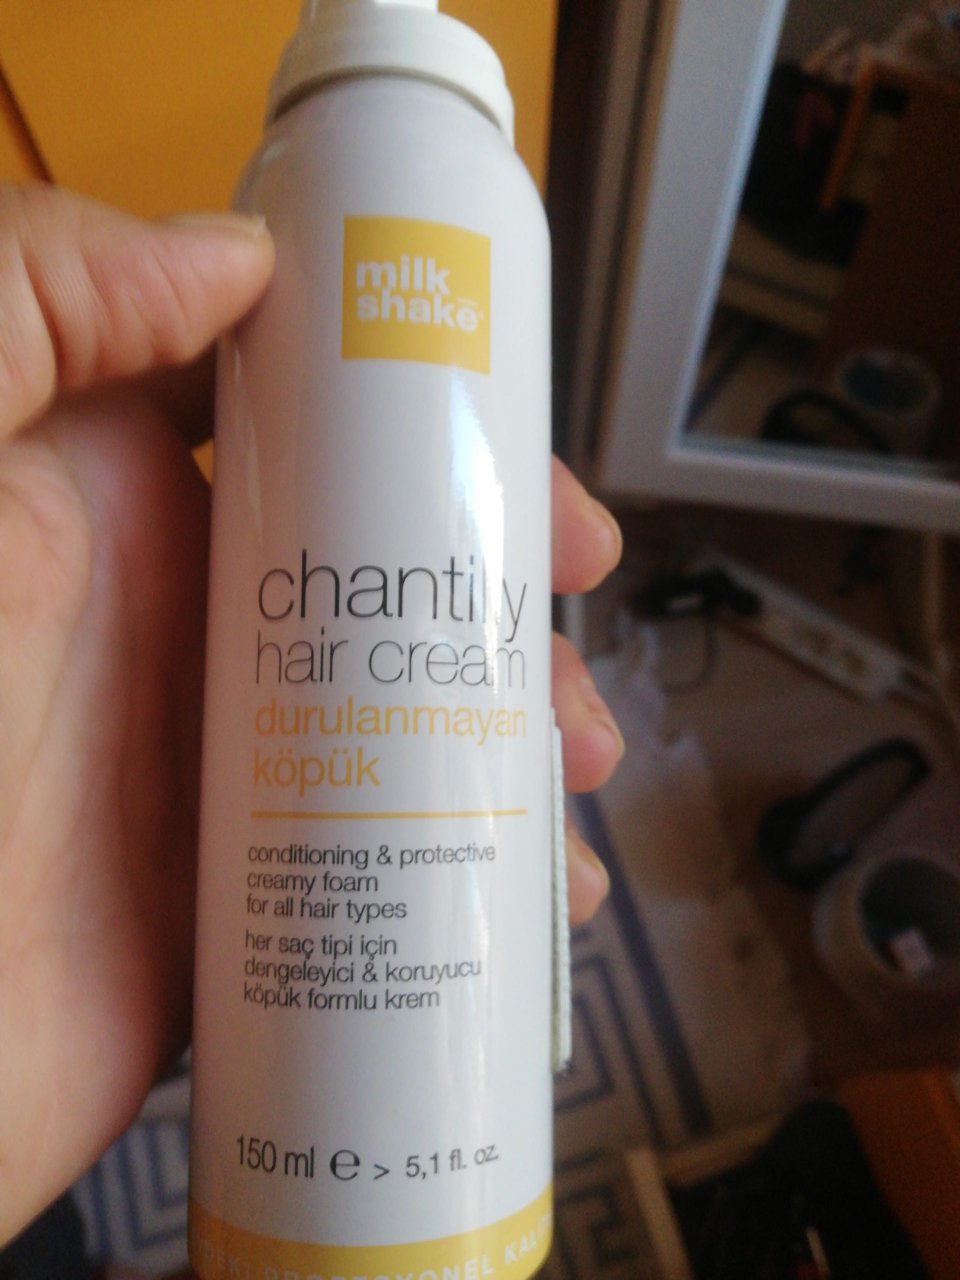 milk
shake
chantilly
hair cream
durulanmayan
köpük
conditioning & protective
creamy foam
for all hair types
her saç tipi için
dengeleyici & koruyucu
köpük formlu krem
150 ml e > 5,1 fl. oz.
PROFESYONEL